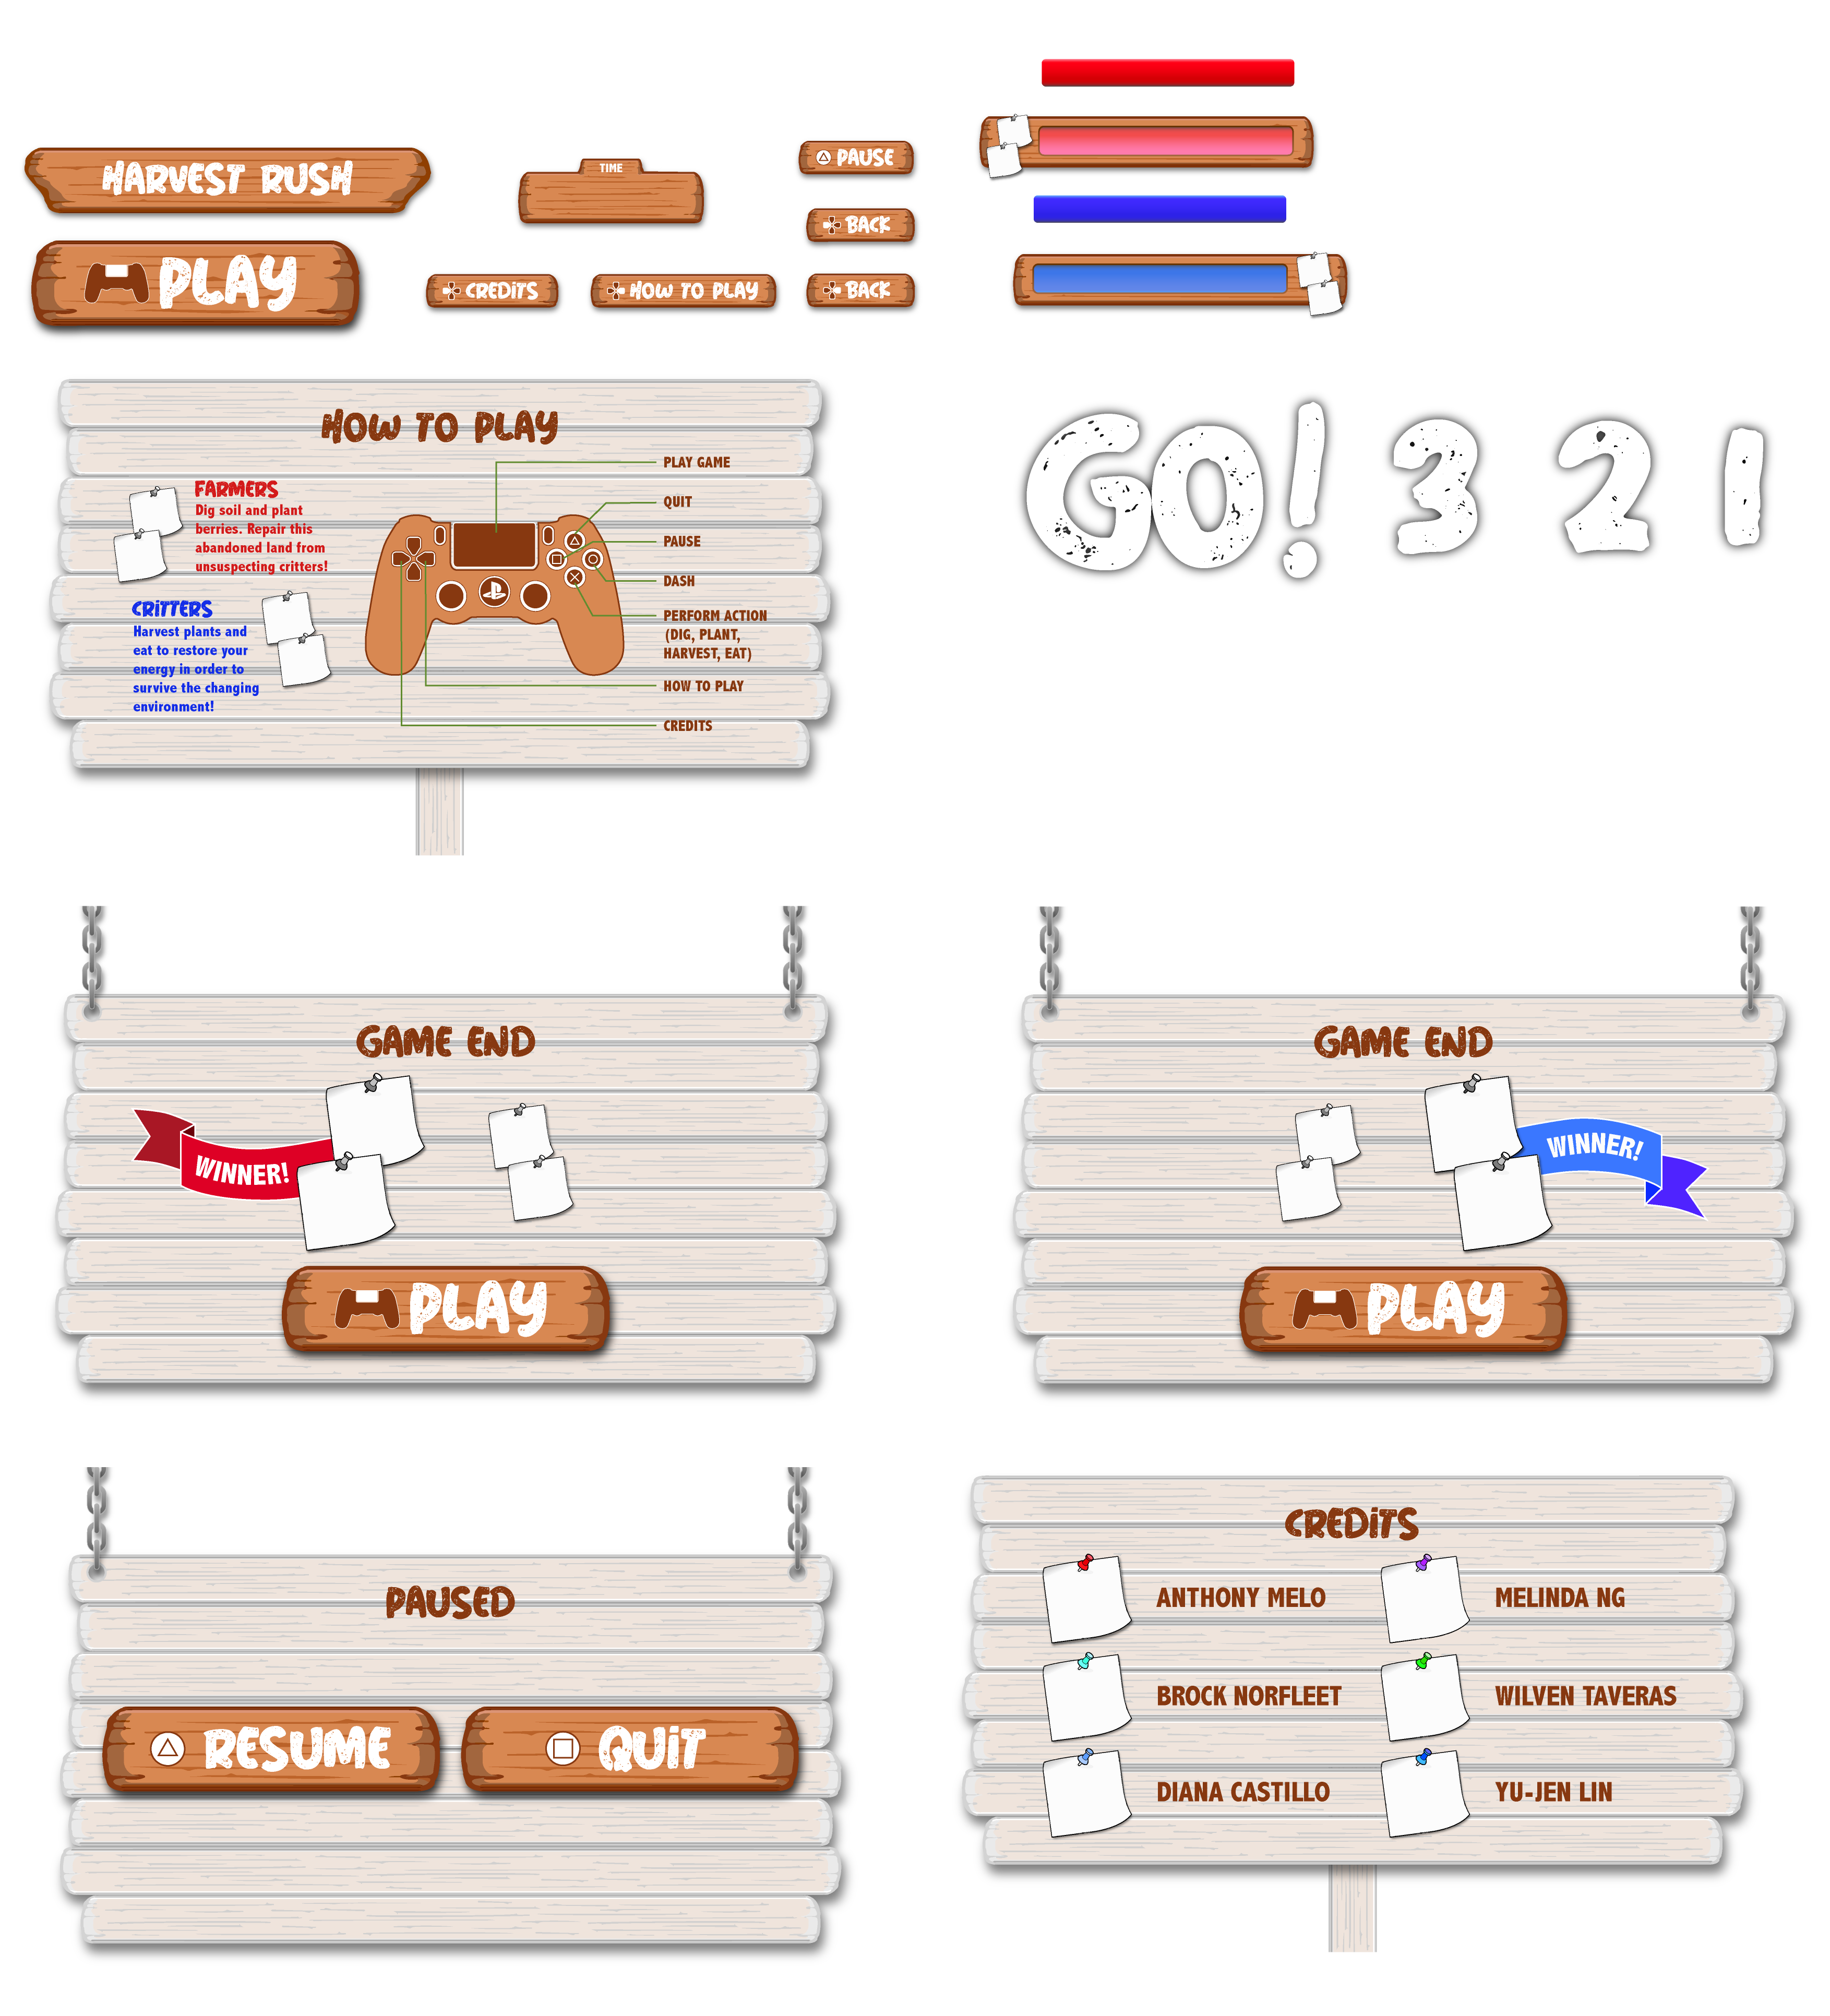 HARVEST RUSH
TIME
PAUSE
BACK
PLAY
CREDiTS
HOW TO PLAY
BACK
GO! 3 2 1
HOW TO PLAY
FARMERS
Dig soil and plant
berries. Repair this
abandoned land from
unsuspecting critters!
CRiTTERS
Harvest plants and
eat to restore your
energy in order to
survive the changing
environment!
PLAY GAME
QUIT
PAUSE
DASH
PERFORM ACTION
(DIG, PLANT,
HARVEST, EAT)
HOW TO PLAY
CREDITS
GAME END
WINNER!
PLAY
GAME END
WINNER!
PLAY
PAUSED
RESUME
QUiT
CREDiTS
ANTHONY MELO
MELINDA NG
BROCK NORFLEET
WILVEN TAVERAS
DIANA CASTILLO
YU-JEN LIN